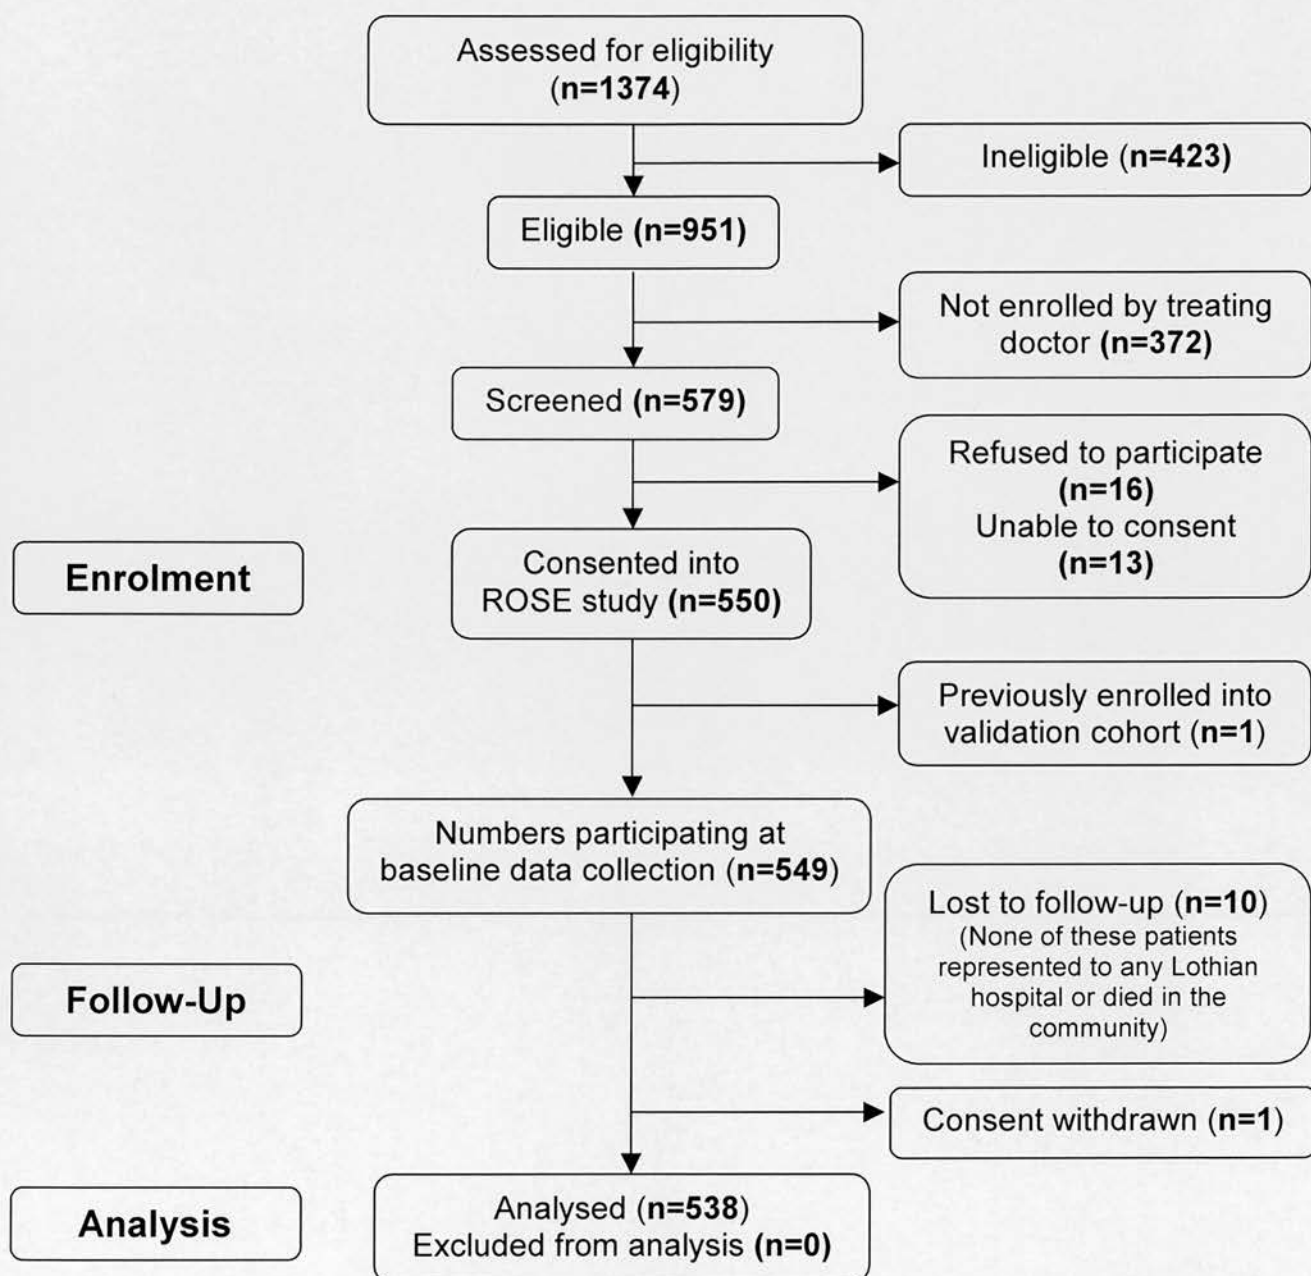 Assessed for eligibility
(n=1374)
Ineligible (n=423)
Eligible (n=951)
Not enrolled by treating
doctor (n=372)
Screened (n=579)
Refused to participate
(n=16)
Unable to consent
(n=13)
Enrolment
Consented into
ROSE study (n=550)
Previously enrolled into
validation cohort (n=1)
Numbers participating at
baseline data collection (n=549)
Lost to follow-up (n=10)
(None of these patients
represented to any Lothian
hospital or died in the
community)
Follow-Up
Consent withdrawn (n=1)
Analysis
Analysed (n=538)
Excluded from analysis (n=0)